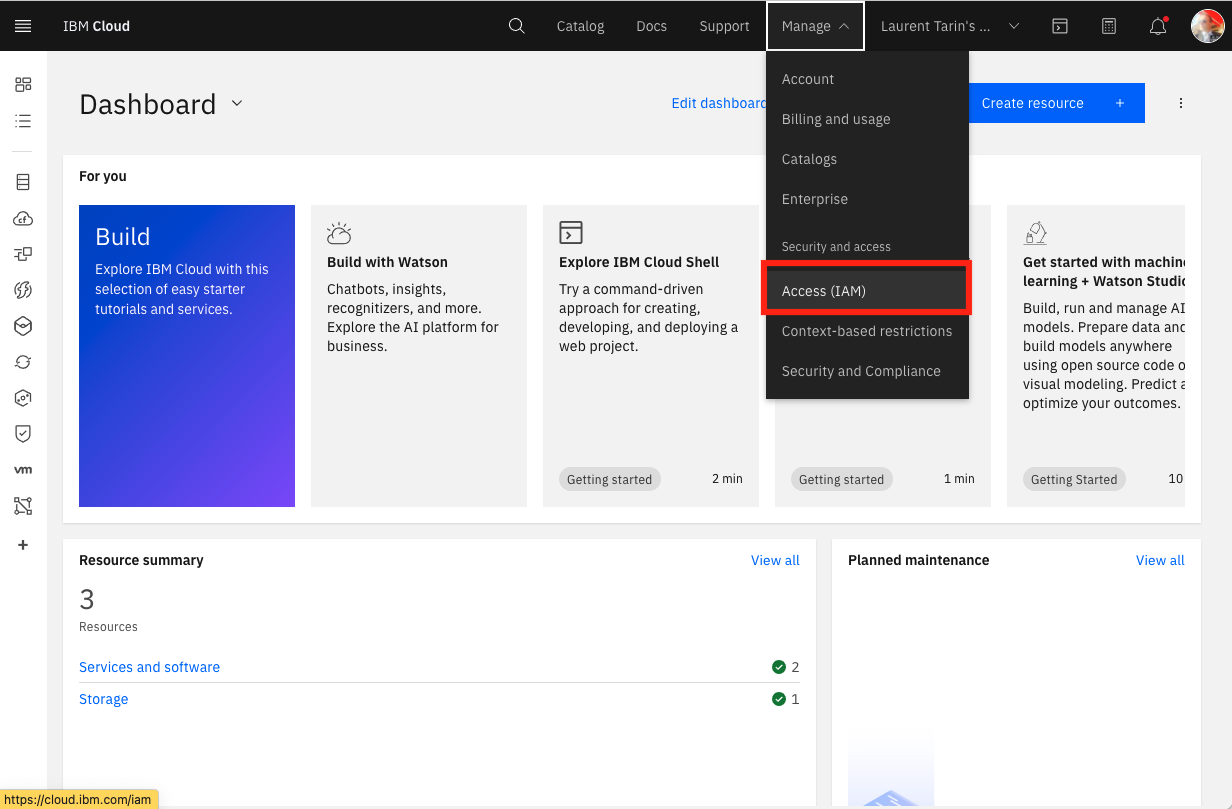 IBM Cloud
Catalog
Docs
Support
Manage
Laurent Tarin's ...
Account
Billing and usage
Catalogs
Enterprise
Security and access
Access (IAM)
Context-based restrictions
Security and Compliance
Dashboard
Edit dashboard
Create resource +
For you
Build
Explore IBM Cloud with this
selection of easy starter
tutorials and services.
Build with Watson
Chatbots, insights,
recognitizers, and more.
Explore the AI platform for
business.
Explore IBM Cloud Shell
Try a command-driven
approach for creating,
developing, and deploying a
web project.
Getting started
2 min
Getting started
1 min
Get started with machine
learning + Watson Studio
Build, run and manage AI
models. Prepare data and
build models anywhere
using open source code o
visual modeling. Predict a
optimize your outcomes.
Getting Started
10
cf
vm
+
Resource summary
View all
3
Resources
Services and software
2
Storage
1
Planned maintenance
View all
https://cloud.ibm.com/iam